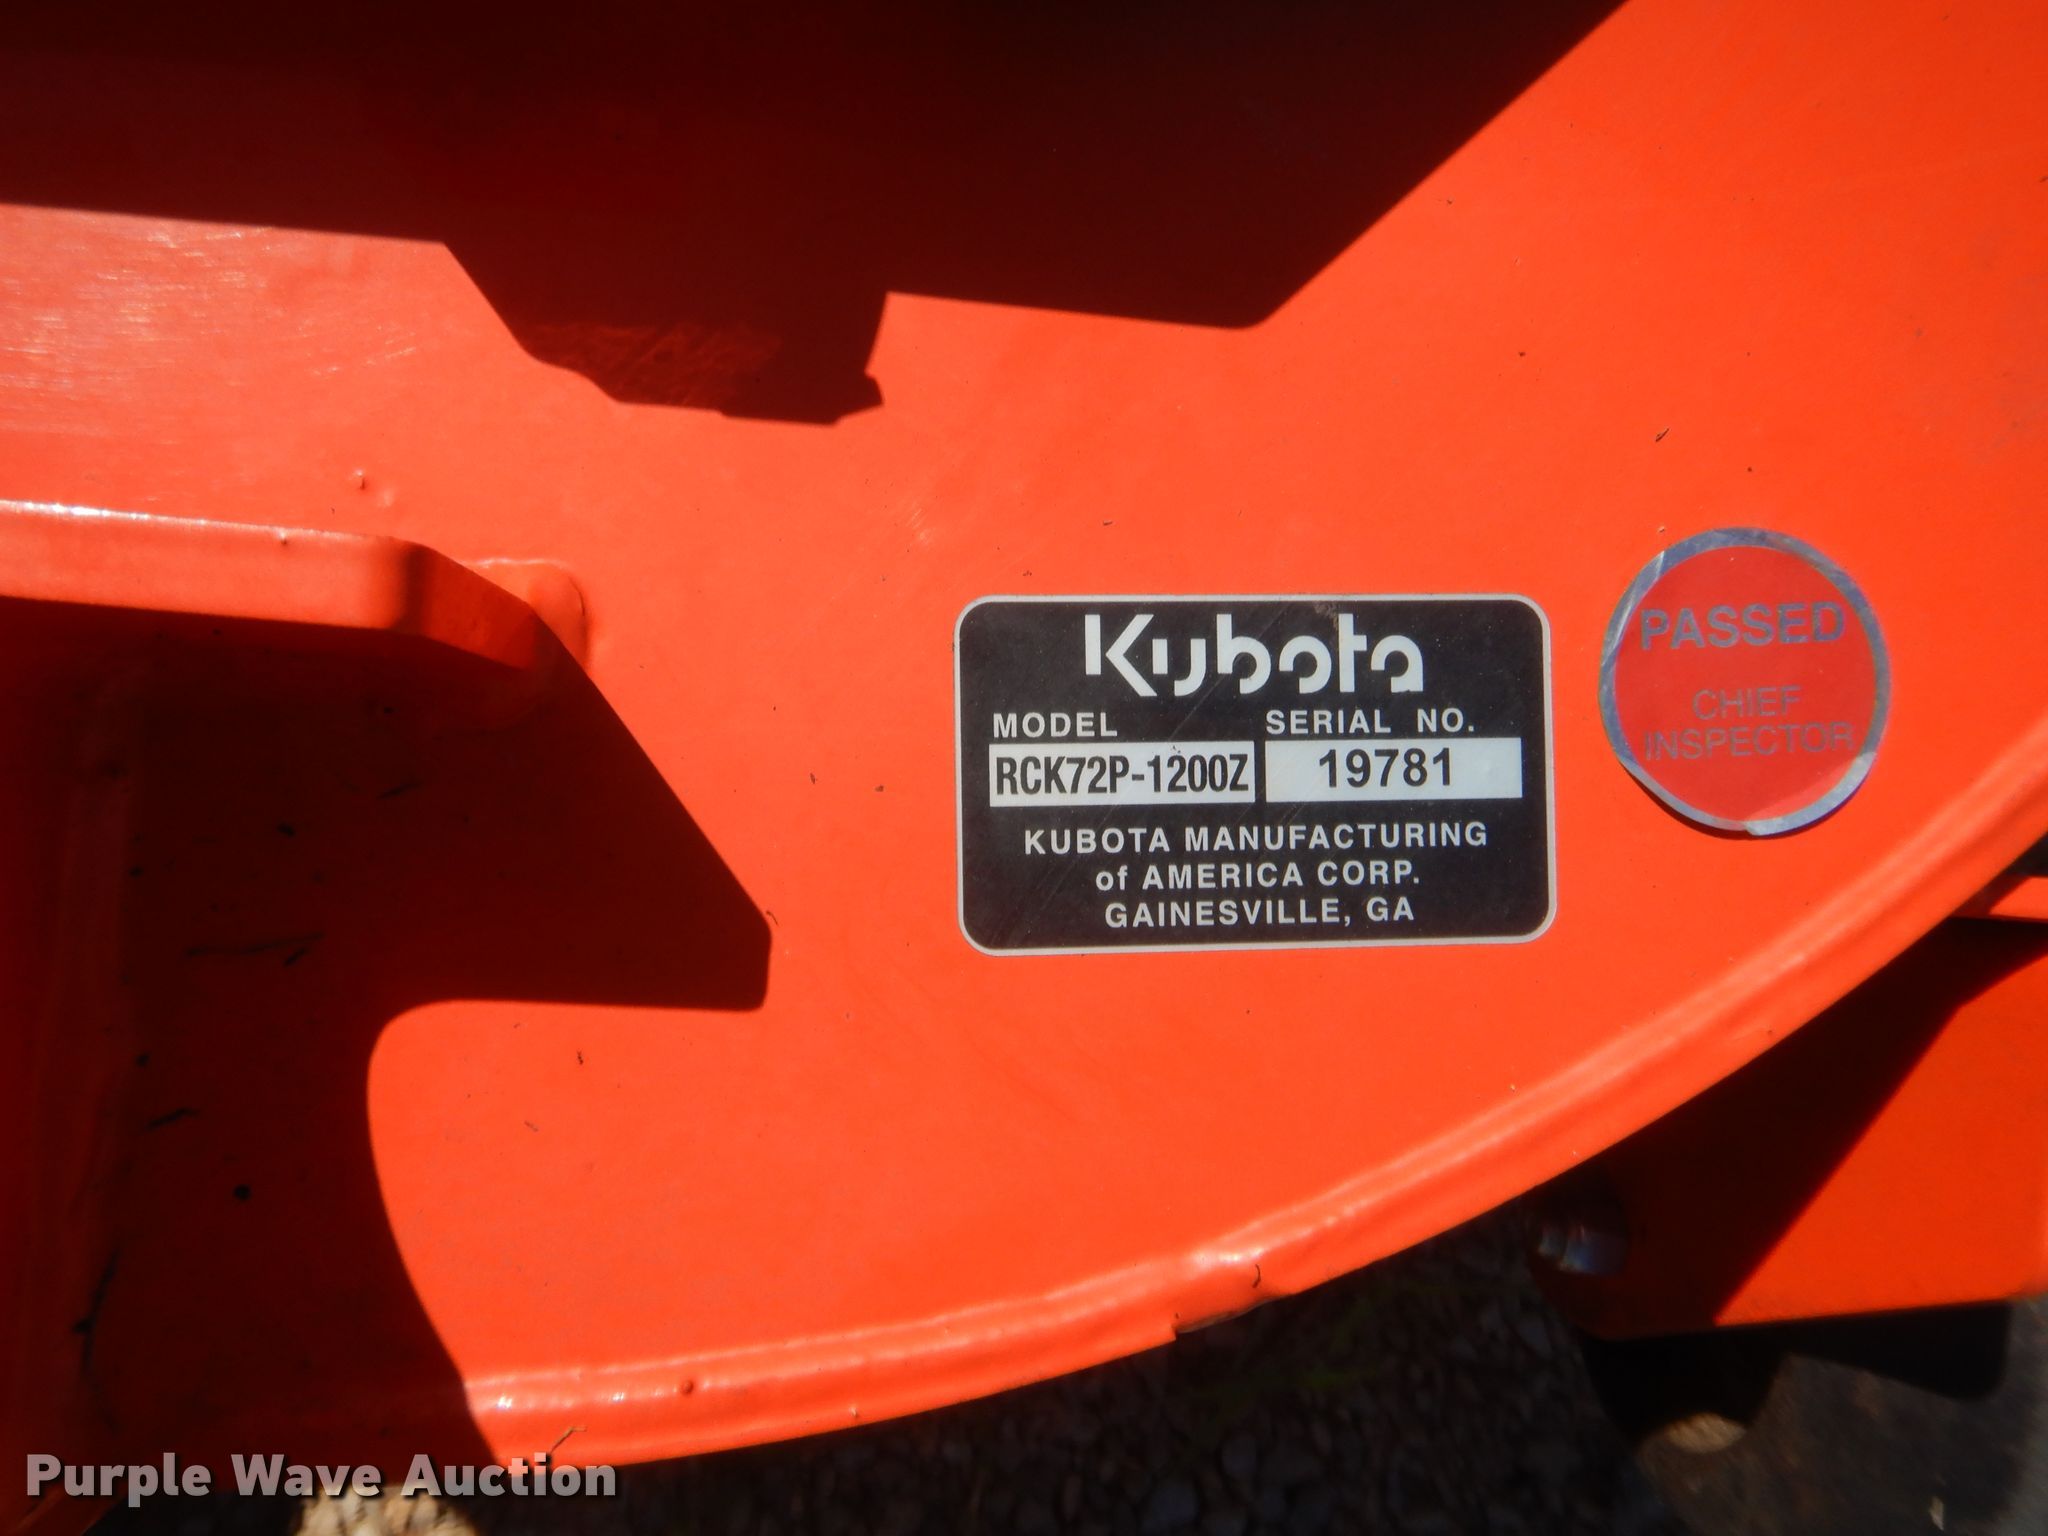 Kubota
MODEL SERIAL NO.
RCK72P-1200Z 19781
KUBOTA MANUFACTURING
of AMERICA CORP.
GAINESVILLE, GA
PASSED
CHIEF
INSPECTOR
Purple Wave Auction